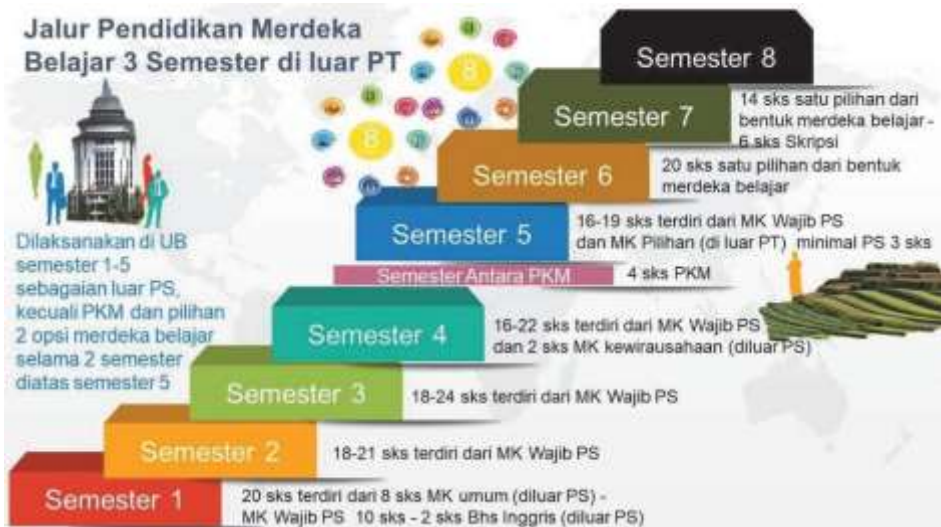 Jalur Pendidikan Merdeka
Belajar 3 Semester di luar PT
Semester 8
Semester 7
14 sks satu pilihan dari
bentuk merdeka belajar -
6 sks Skripsi
Semester 6
20 sks satu pilihan dari bentuk
merdeka belajar
Semester 5
16-19 sks terdiri dari MK Wajib PS
dan MK Pilihan (di luar PT) minimal PS 3 sks
Semester Antara PKM
4 sks PKM
Dilaksanakan di UB
semester 1-5
sebagaian luar PS,
kecuali PKM dan pilihan
2 opsi merdeka belajar
selama 2 semester
diatas semester 5
Semester 4
16-22 sks terdiri dari MK Wajib PS
dan 2 sks MK kewirausahaan (diluar PS)
Semester 3
18-24 sks terdiri dari MK Wajib PS
Semester 2
18-21 sks terdiri dari MK Wajib PS
Semester 1
20 sks terdiri dari 8 sks MK umum (diluar PS) -
MK Wajib PS 10 sks - 2 sks Bhs Inggris (diluar PS)
8
8